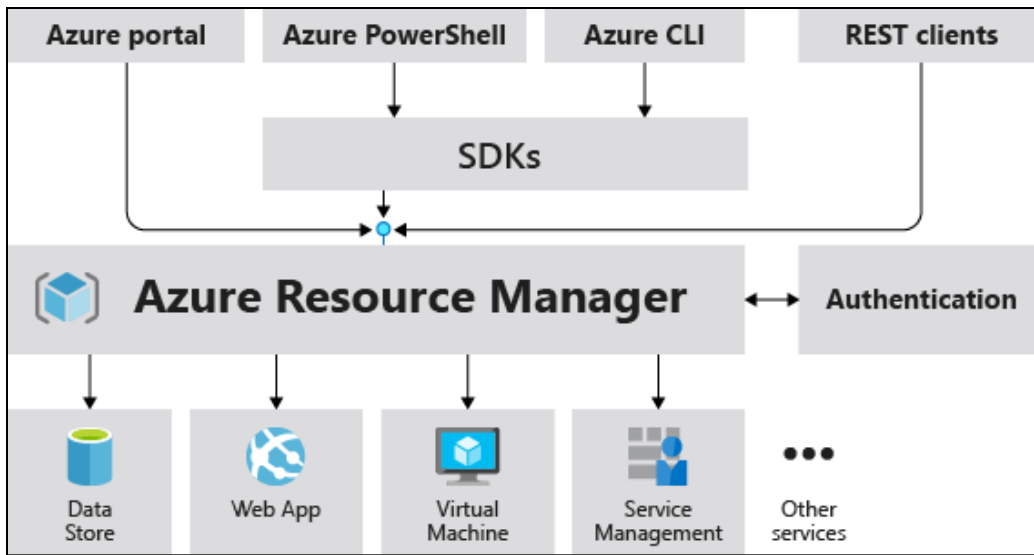 Azure portal
Azure PowerShell
Azure CLI
REST clients
SDKs
Azure Resource Manager
Authentication
Data
Store
Web App
Virtual
Machine
Service
Management
Other
services